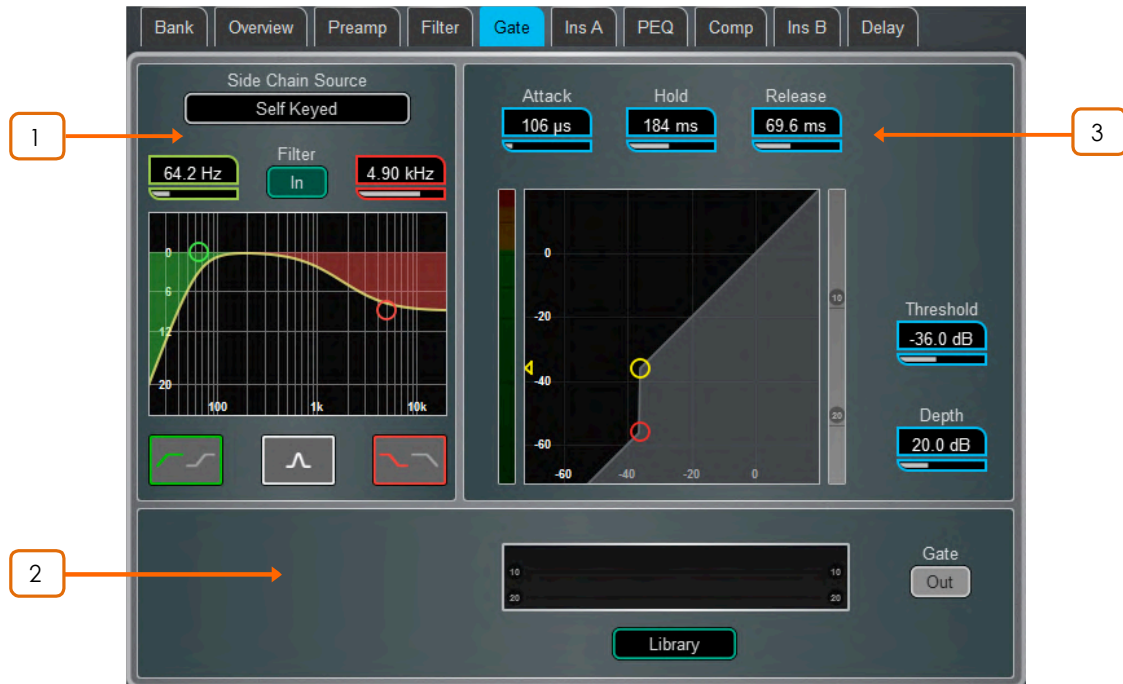 Bank Overview Preamp Filter Gate Ins A PEQ Comp Ins B Delay
Side Chain Source
Self Keyed
1
Filter
64.2 Hz In 4.90 kHz
0
6
12
20
100 1k 10k
Attack Hold Release
106 µs 184 ms 69.6 ms
3
0
-20
-40
-60
-60 -40 -20 0
10
20
Threshold
-36.0 dB
Depth
20.0 dB
2
10 10
20 20
Gate
Out
Library